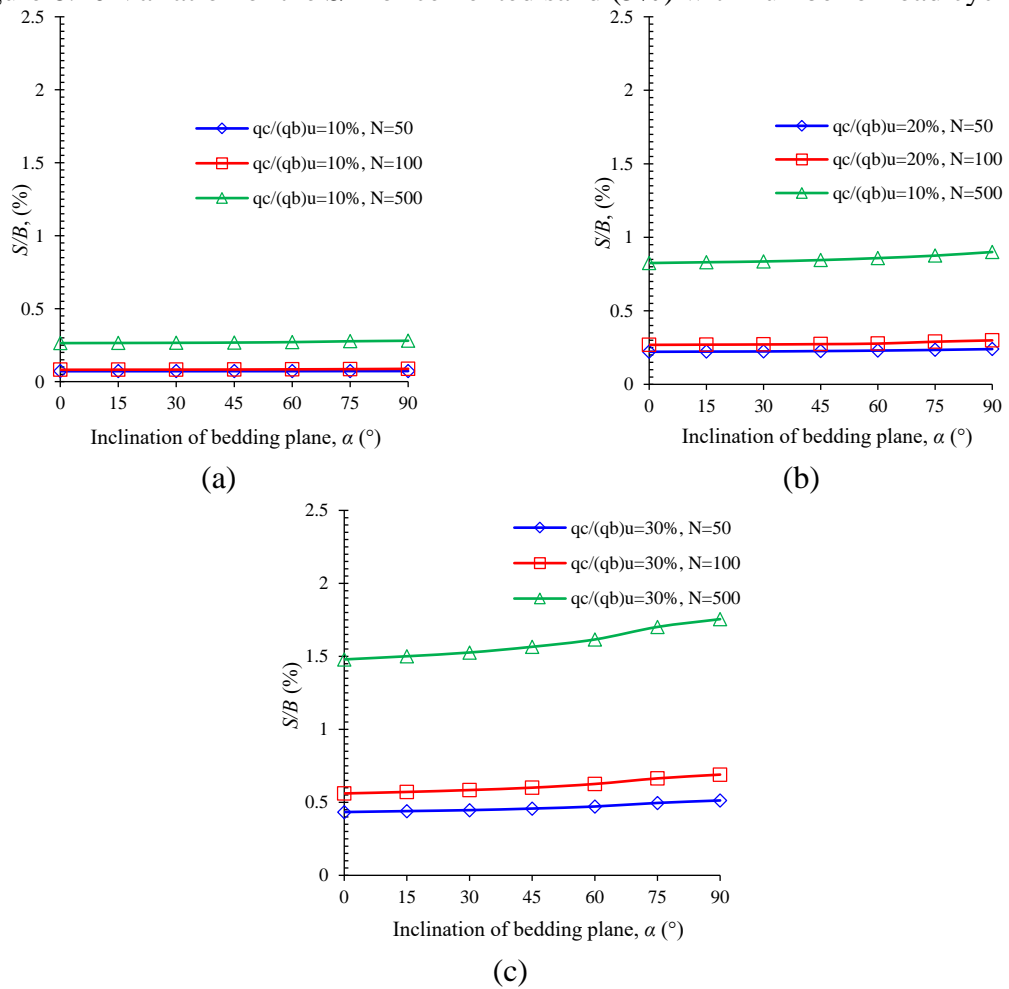 2.5
2
1.5
1
0.5
0
S/B, (%)
qc/(qb)u=10%, N=50
qc/(qb)u=10%, N=100
qc/(qb)u=10%, N=500
0 15 30 45 60 75 90
Inclination of bedding plane, α (°)
(a)
2.5
2
1.5
1
0.5
0
S/B, (%)
qc/(qb)u=20%, N=50
qc/(qb)u=20%, N=100
qc/(qb)u=10%, N=500
0 15 30 45 60 75 90
Inclination of bedding plane, α (°)
(b)
2.5
2
1.5
1
0.5
0
S/B (%)
qc/(qb)u=30%, N=50
qc/(qb)u=30%, N=100
qc/(qb)u=30%, N=500
0 15 30 45 60 75 90
Inclination of bedding plane, α (°)
(c)